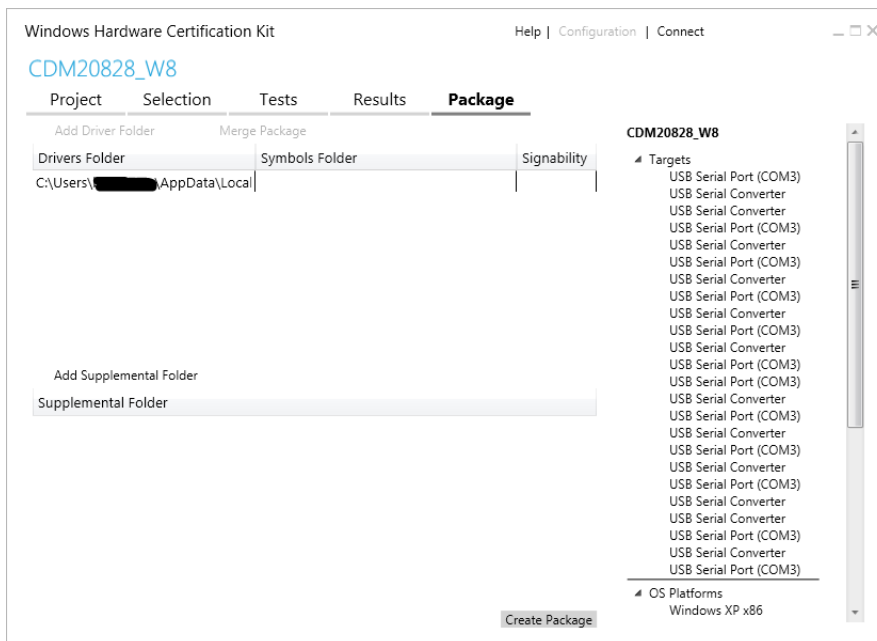 Windows Hardware Certification Kit
Help | Configuration | Connect
CDM20828_W8
Project Selection Tests Results Package
Add Driver Folder Merge Package
Drivers Folder Symbols Folder Signability
C:\Users\ \AppData\Local
Add Supplemental Folder
Supplemental Folder
Create Package
CDM20828_W8
Targets
USB Serial Port (COM3)
USB Serial Converter
USB Serial Converter
USB Serial Port (COM3)
USB Serial Converter
USB Serial Port (COM3)
USB Serial Converter
USB Serial Port (COM3)
USB Serial Converter
USB Serial Port (COM3)
USB Serial Converter
USB Serial Port (COM3)
USB Serial Port (COM3)
USB Serial Converter
USB Serial Port (COM3)
USB Serial Converter
USB Serial Port (COM3)
USB Serial Converter
USB Serial Port (COM3)
USB Serial Converter
USB Serial Converter
USB Serial Port (COM3)
USB Serial Converter
USB Serial Port (COM3)
OS Platforms
Windows XP x86